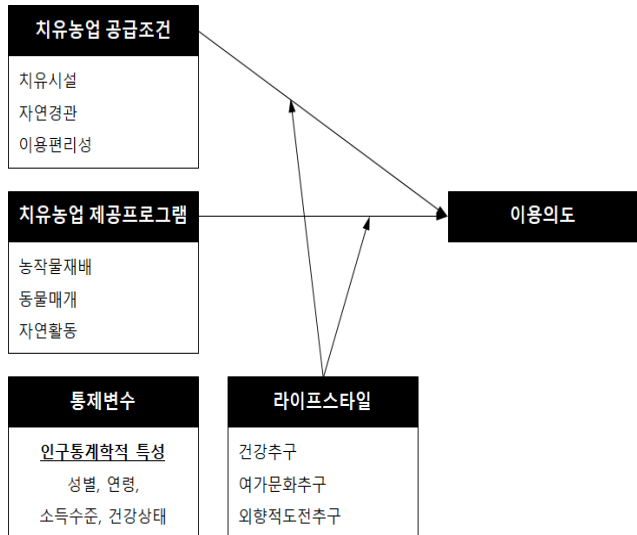 치유농업 공급조건
치유시설
자연경관
이용편리성
치유농업 제공프로그램
농작물재배
동물매개
자연활동
이용의도
통제변수
인구통계학적 특성
성별, 연령,
소득수준, 건강상태
라이프스타일
건강추구
여가문화추구
외향적도전추구